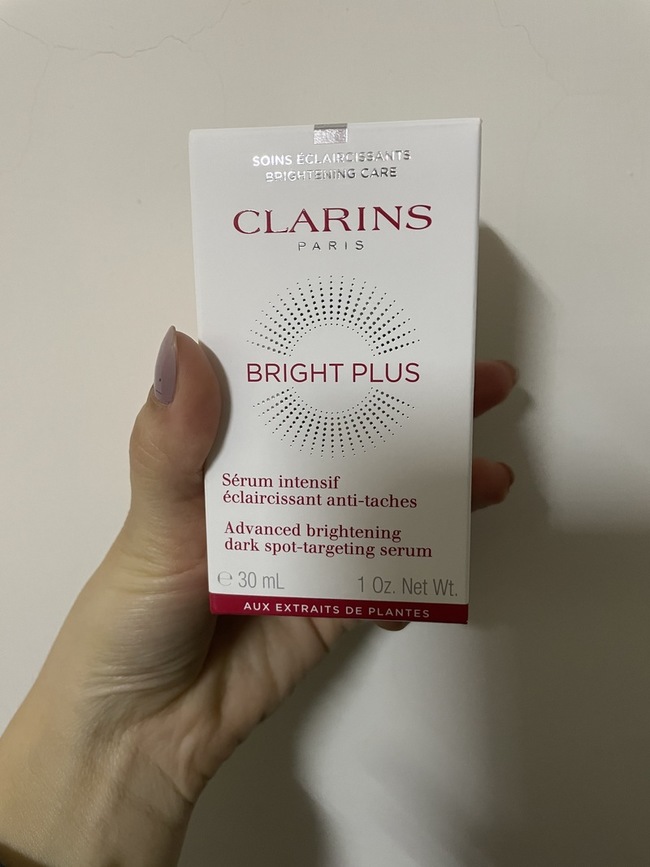 SOINS ÉCLAIRCISSANTS
BRIGHTENING CARE
CLARINS
PARIS
BRIGHT PLUS
Sérum intensif
éclaircissant anti-taches
Advanced brightening
dark spot-targeting serum
℮ 30 mL 1 Oz. Net Wt.
AUX EXTRAITS DE PLANTES